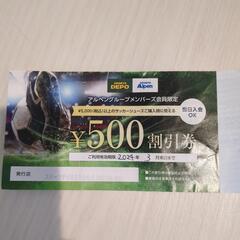 SPORTS DEPO Alpen
アルペングループメンバーズ会員限定
¥5,000(税込)以上のサッカーシューズご購入時に使える
当日入会OK
¥500割引券
ご利用有効期限 2024年 3月末日まで
発行店